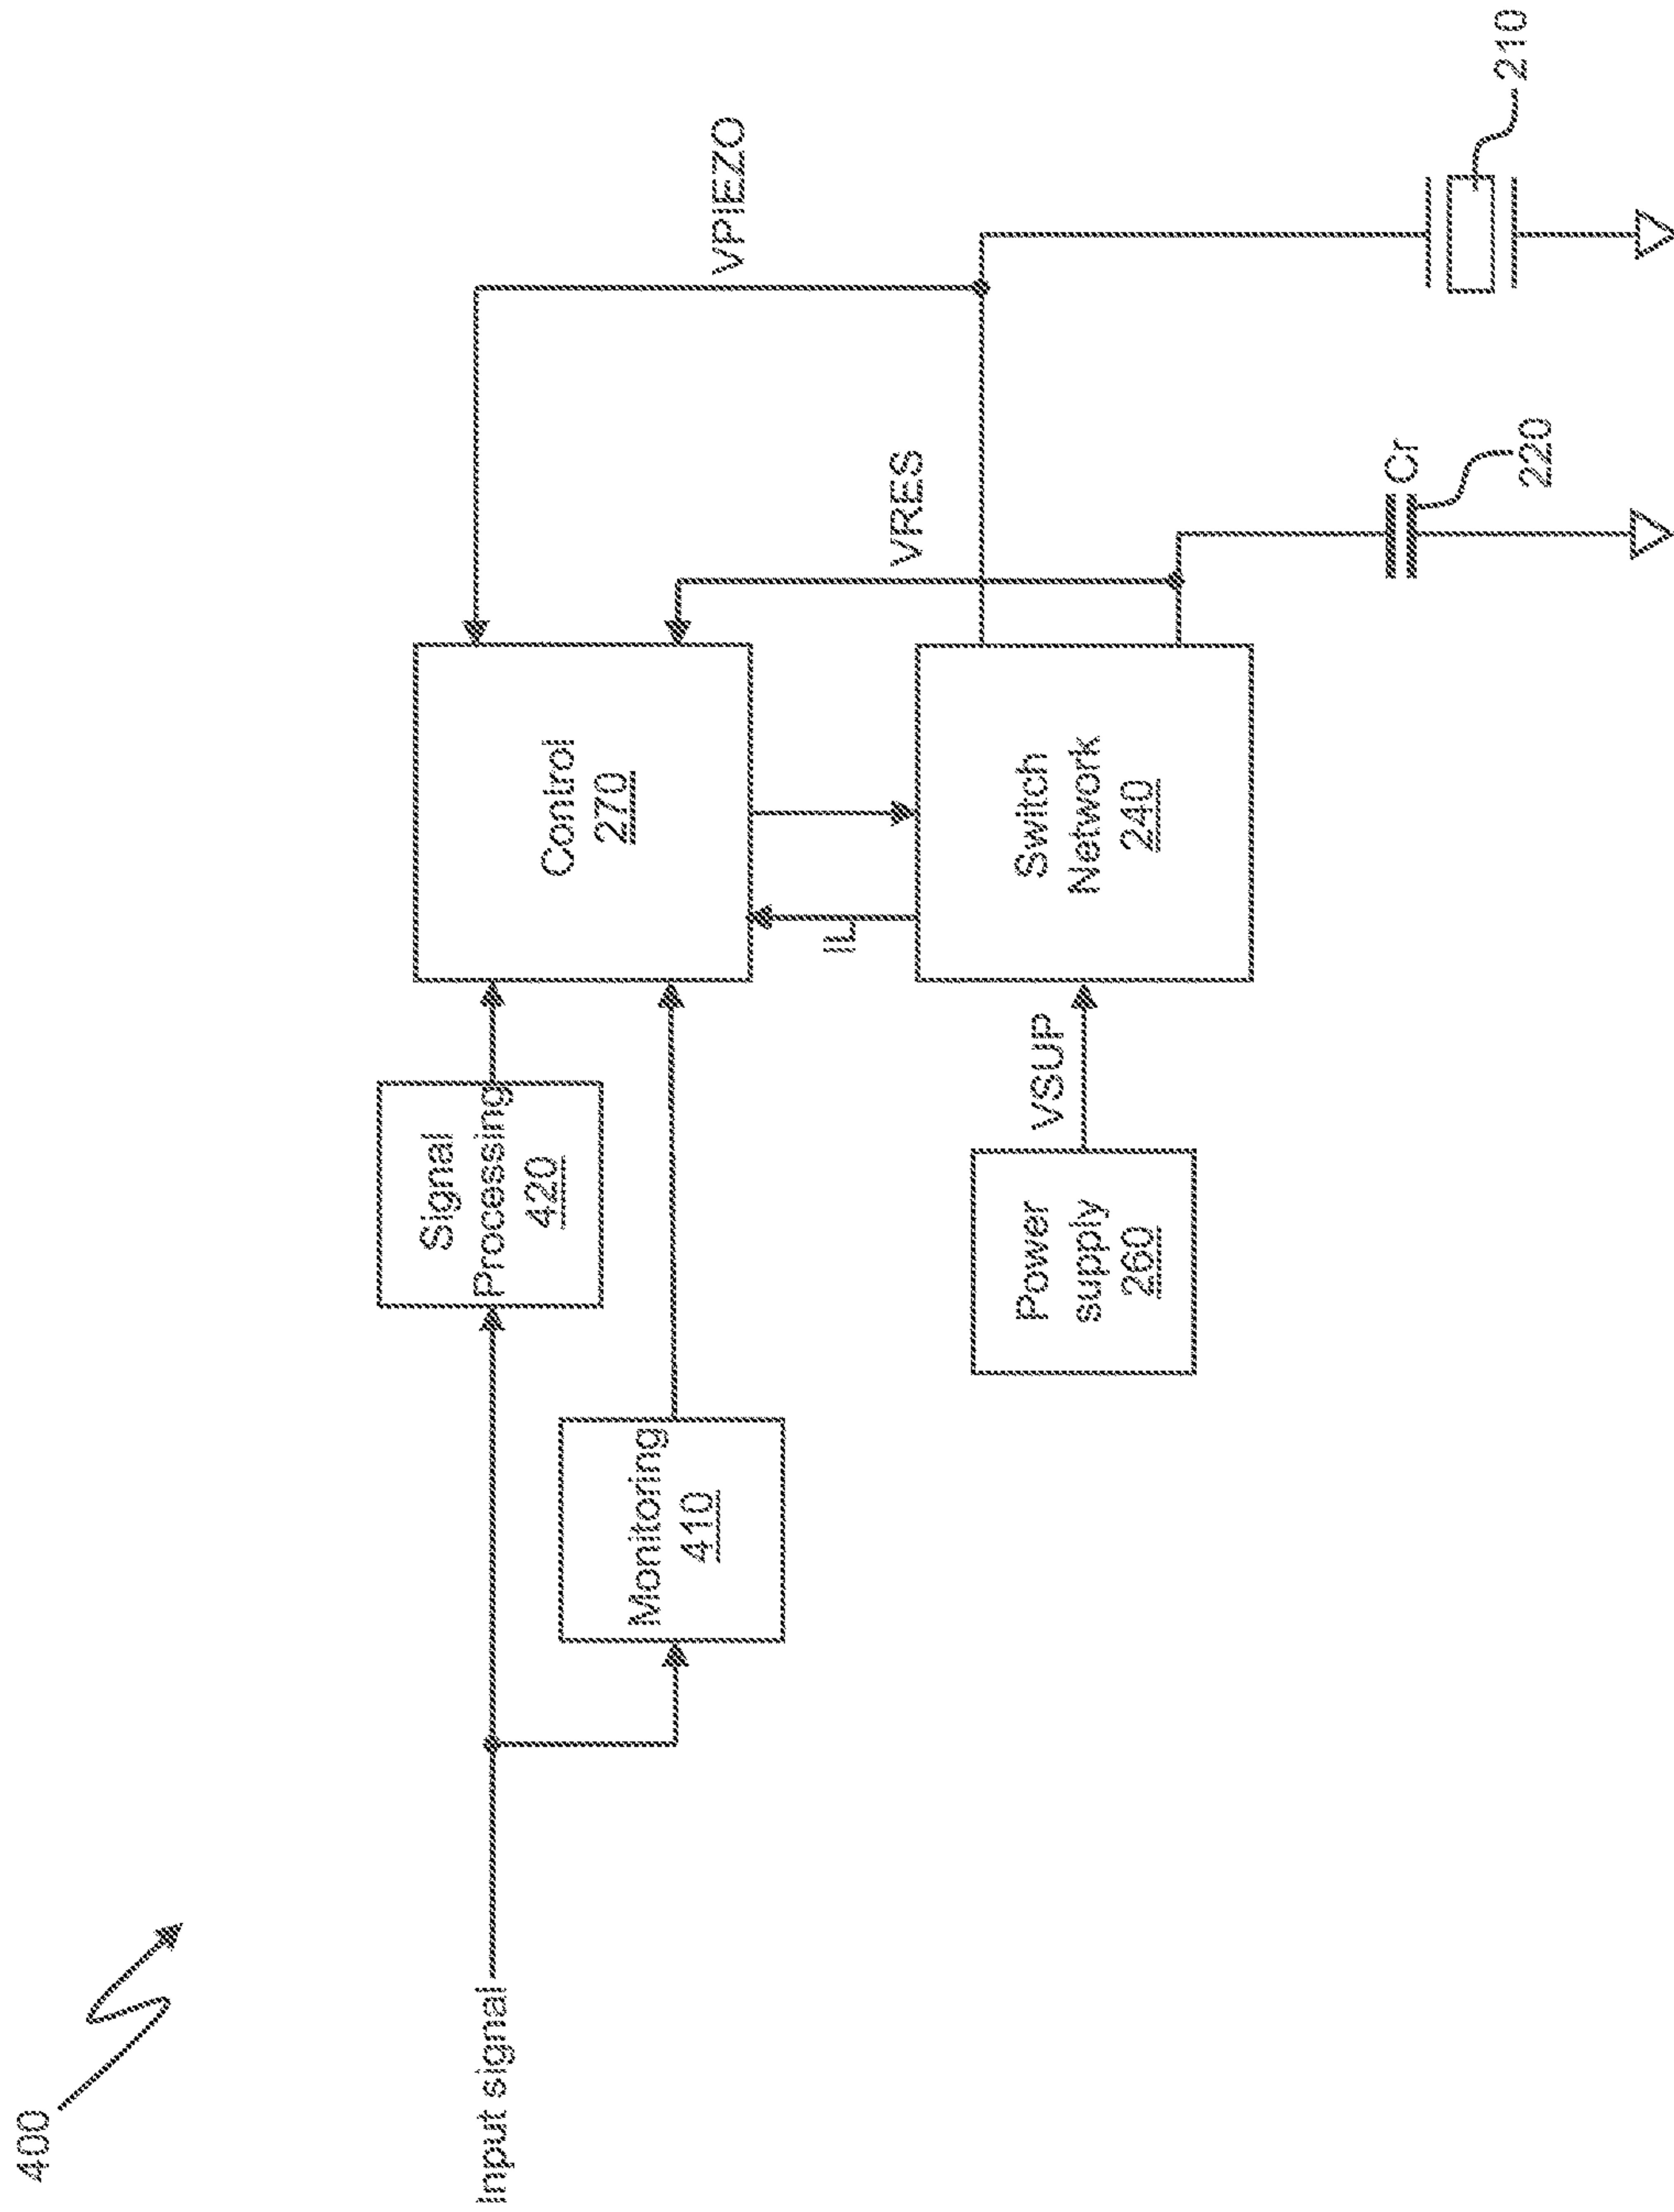 400
Input signal
Signal
Processing
420
Monitoring
410
Control
270
VPIEZO
IL
VRES
Power
supply
260
VSUP
Switch
Network
240
Cr
220
210